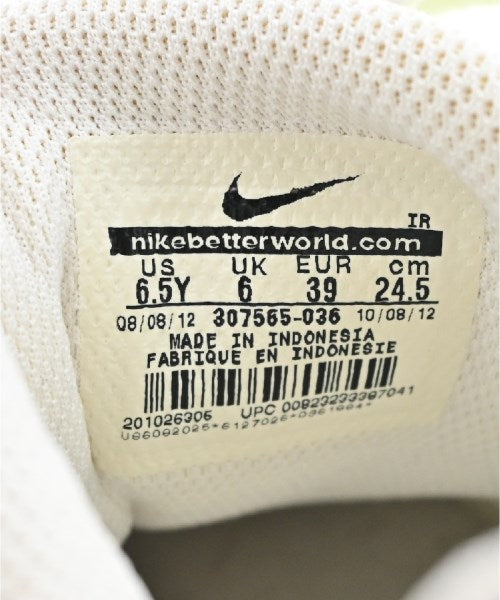 IR
nikebetterworld.com
US UK EUR cm
6.5Y 6 39 24.5
08/08/12 307565-036 10/08/12
MADE IN INDONESIA
FABRIQUE EN INDONESIE
201026306 UPC 00823233397041